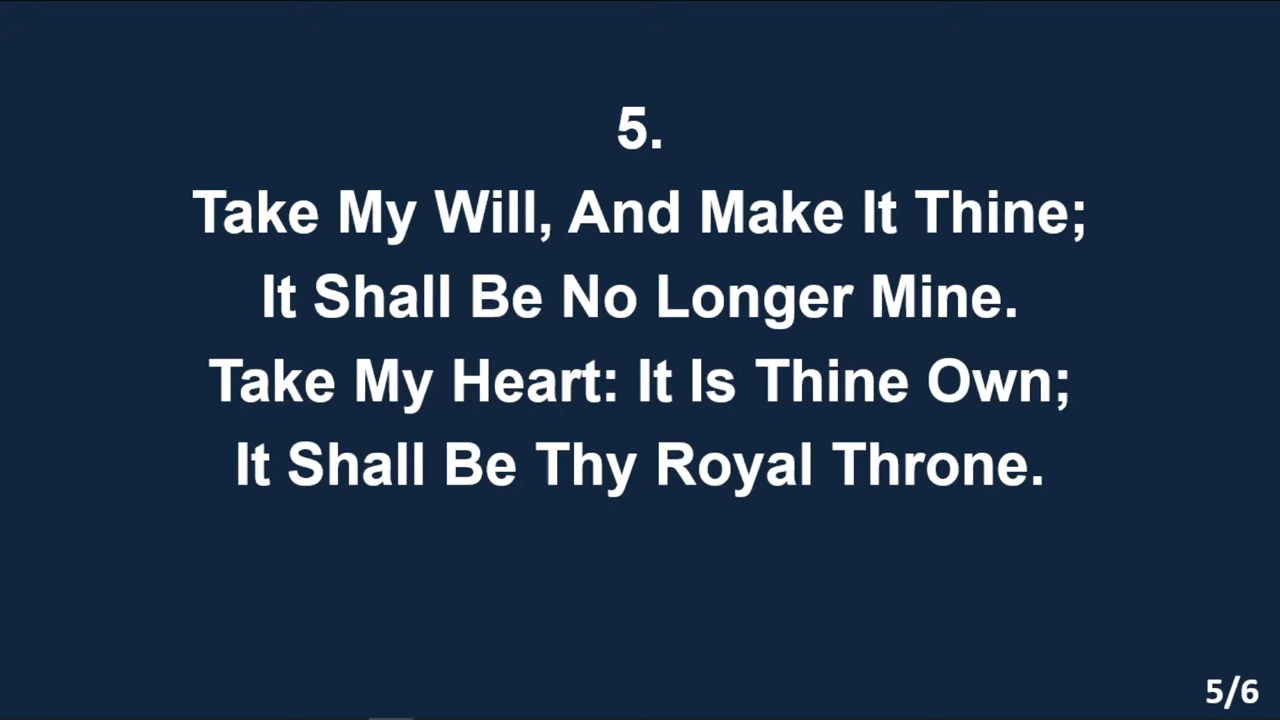 5.
Take My Will, And Make It Thine;
It Shall Be No Longer Mine.
Take My Heart: It Is Thine Own;
It Shall Be Thy Royal Throne.
5/6